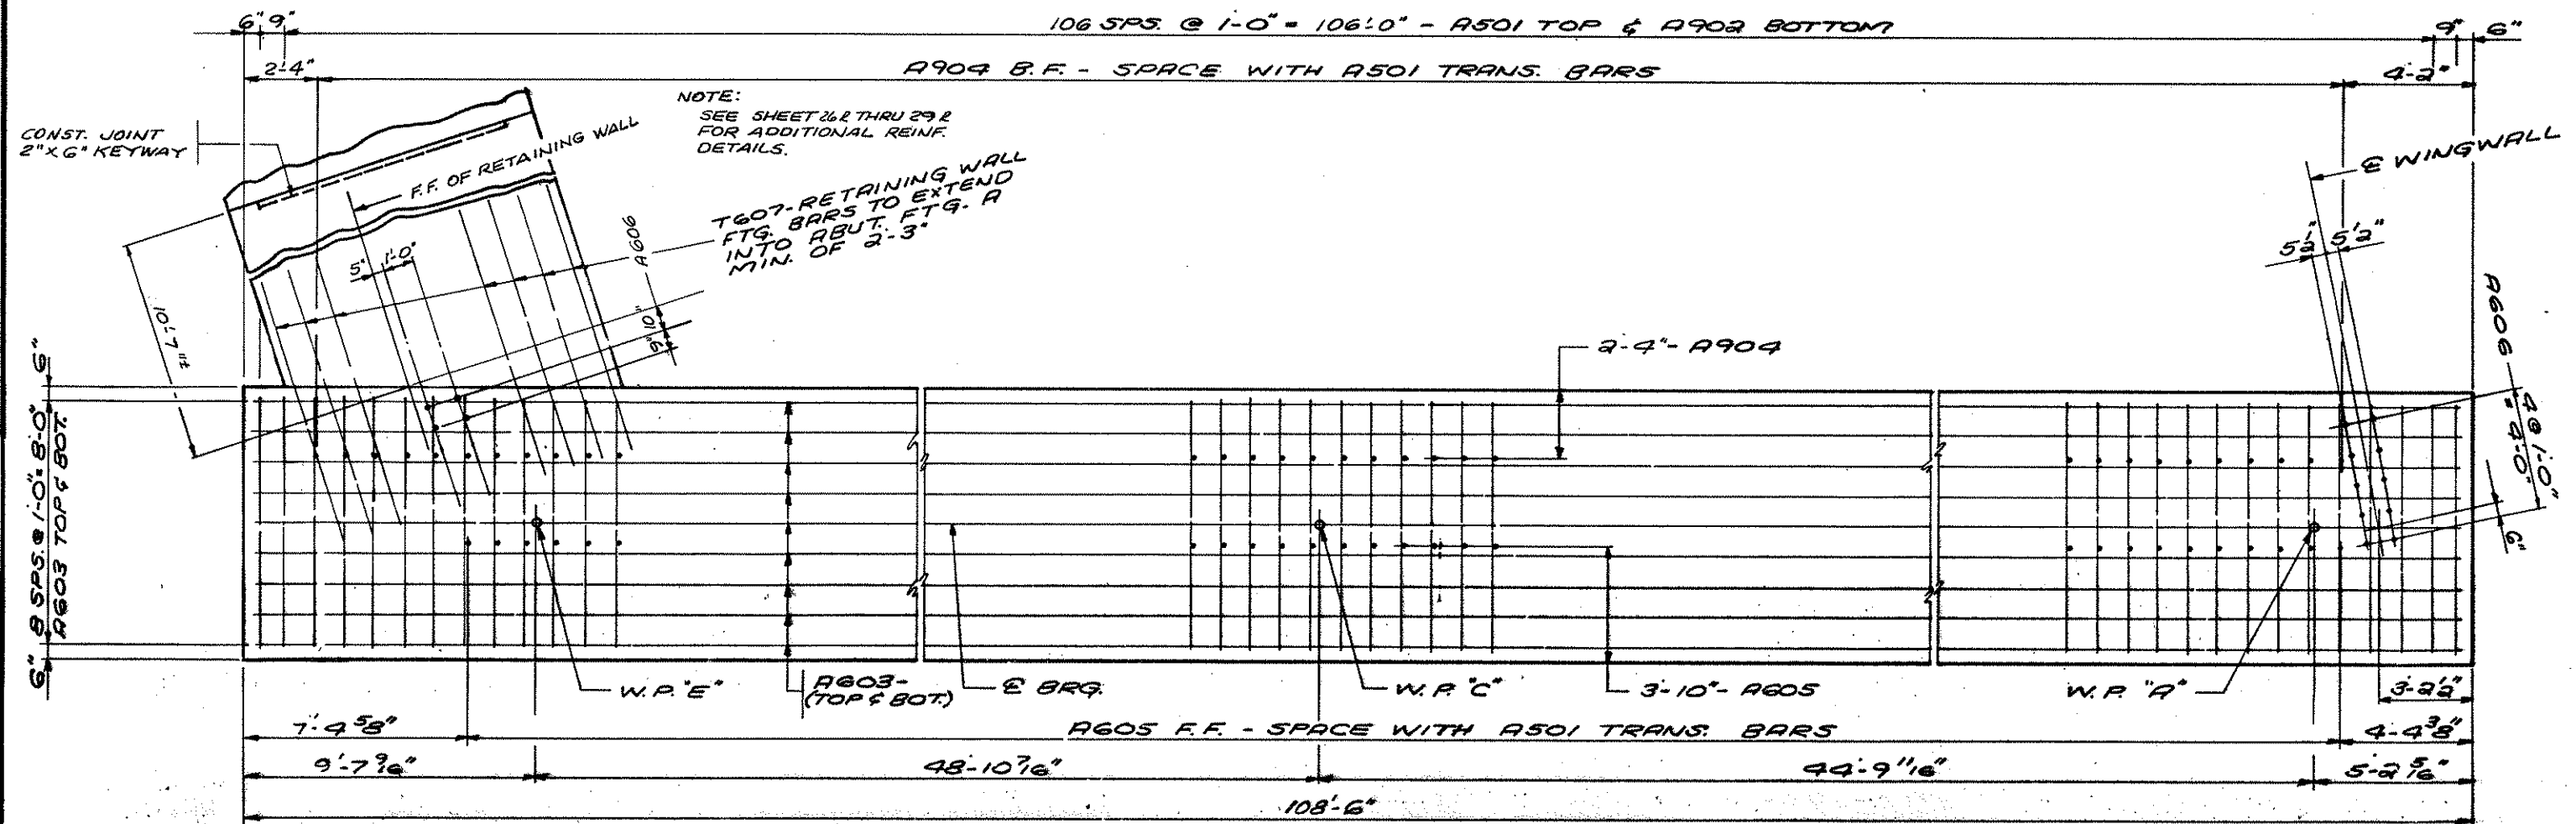 6" 9"
106 SPS. @ 1'-0" = 106'-0" - A501 TOP & A902 BOTTOM
9" 6"
2'-4"
A904 B.F. - SPACE WITH A501 TRANS. BARS
4'-2"
NOTE:
SEE SHEET 26R THRU 29R
FOR ADDITIONAL REINF.
DETAILS.
CONST. JOINT
2" X 6" KEYWAY
F.F. OF RETAINING WALL
T607-RETAINING WALL
FTG. BARS TO EXTEND
INTO ABUT. FTG. A
MIN. OF 2'-3"
℄ WINGWALL
5½" 5½"
5" 1'-0"
A606
10"
6"
10'-7"±
A606
4 @ 1'-0"
= 4'-0"
6"
6"
8 SPS. @ 1'-0" = 8'-0"
A603 TOP & BOT.
6"
2'-4" - A904
W.P. "E"
A603-
(TOP & BOT.)
℄ BRG.
W.P. "C"
3'-10" - A605
W.P. "A"
3'-2½"
7'-4⅝"
A605 F.F. - SPACE WITH A501 TRANS. BARS
4'-4⅜"
9'-7 9/16"
48'-10 7/16"
44'-9 11/16"
5'-2 5/16"
108'-6"